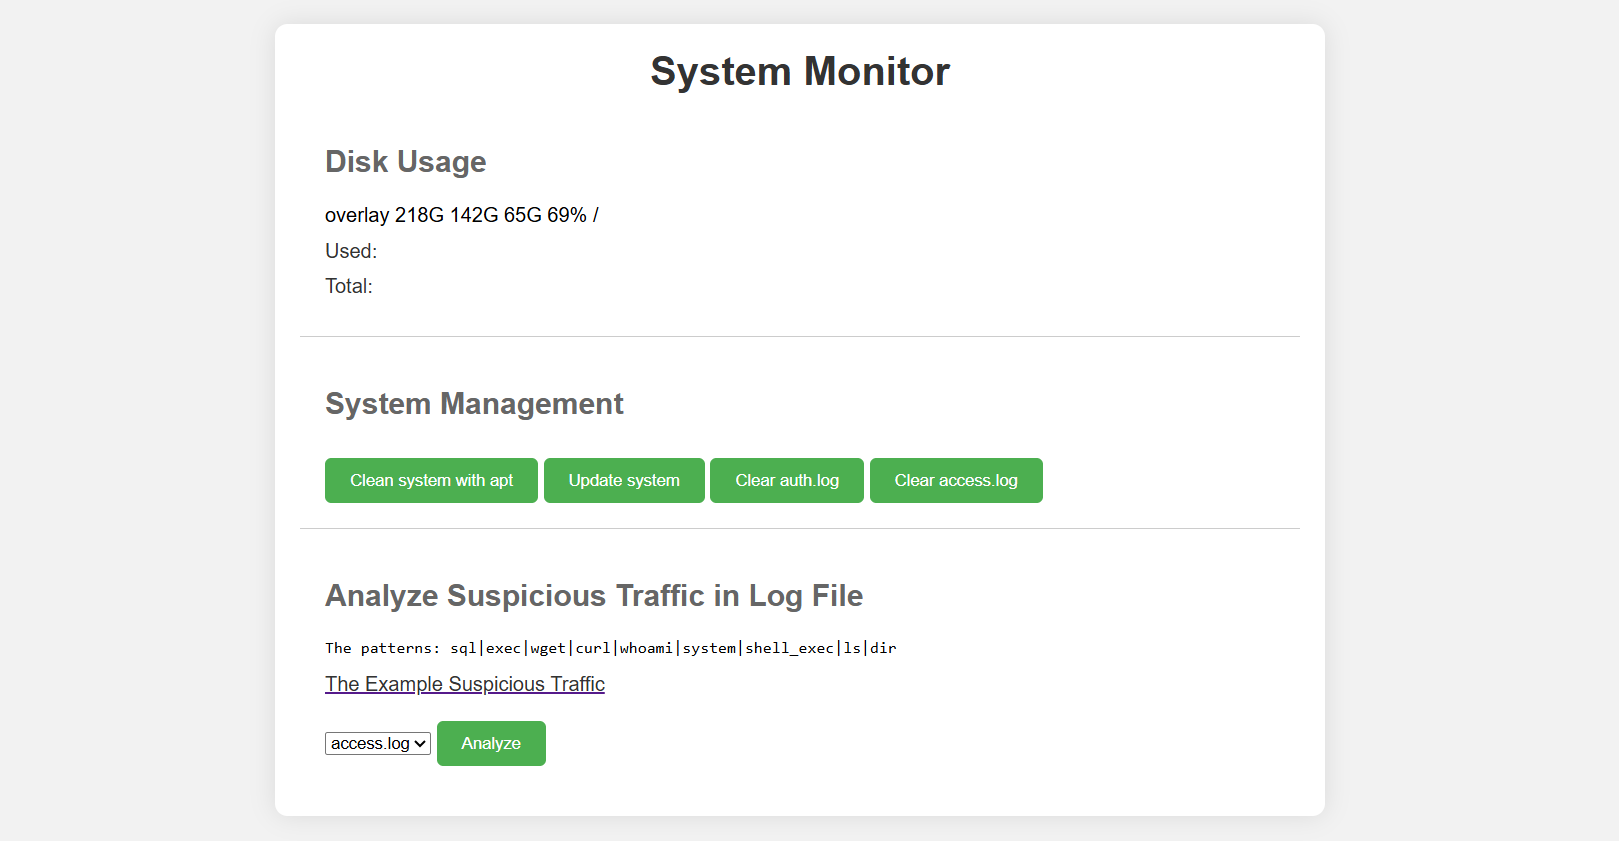 System Monitor
Disk Usage
overlay 218G 142G 65G 69% /
Used:
Total:
System Management
Clean system with apt Update system Clear auth.log Clear access.log
Analyze Suspicious Traffic in Log File
The patterns: sql|exec|wget|curl|whoami|system|shell_exec|ls|dir
The Example Suspicious Traffic
access.log Analyze